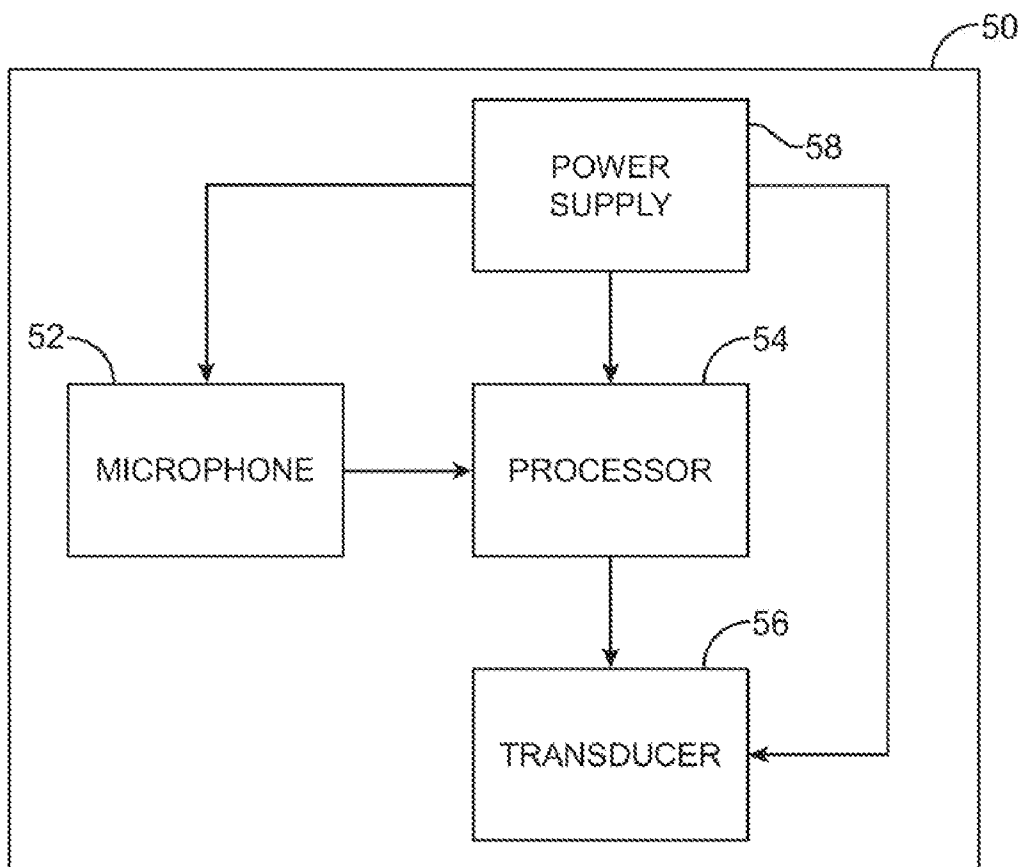 50
POWER
SUPPLY
58
52
54
MICROPHONE
PROCESSOR
56
TRANSDUCER